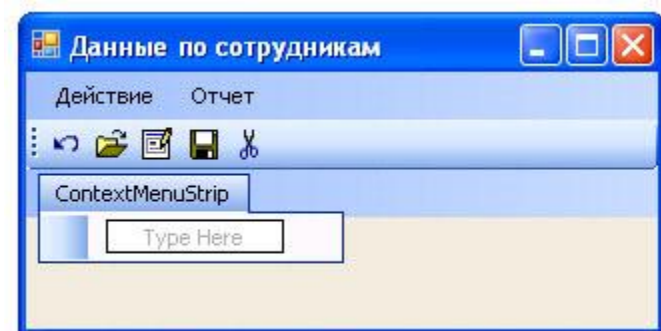 Данные по сотрудникам
Действие Отчет
ContextMenuStrip
Type Here